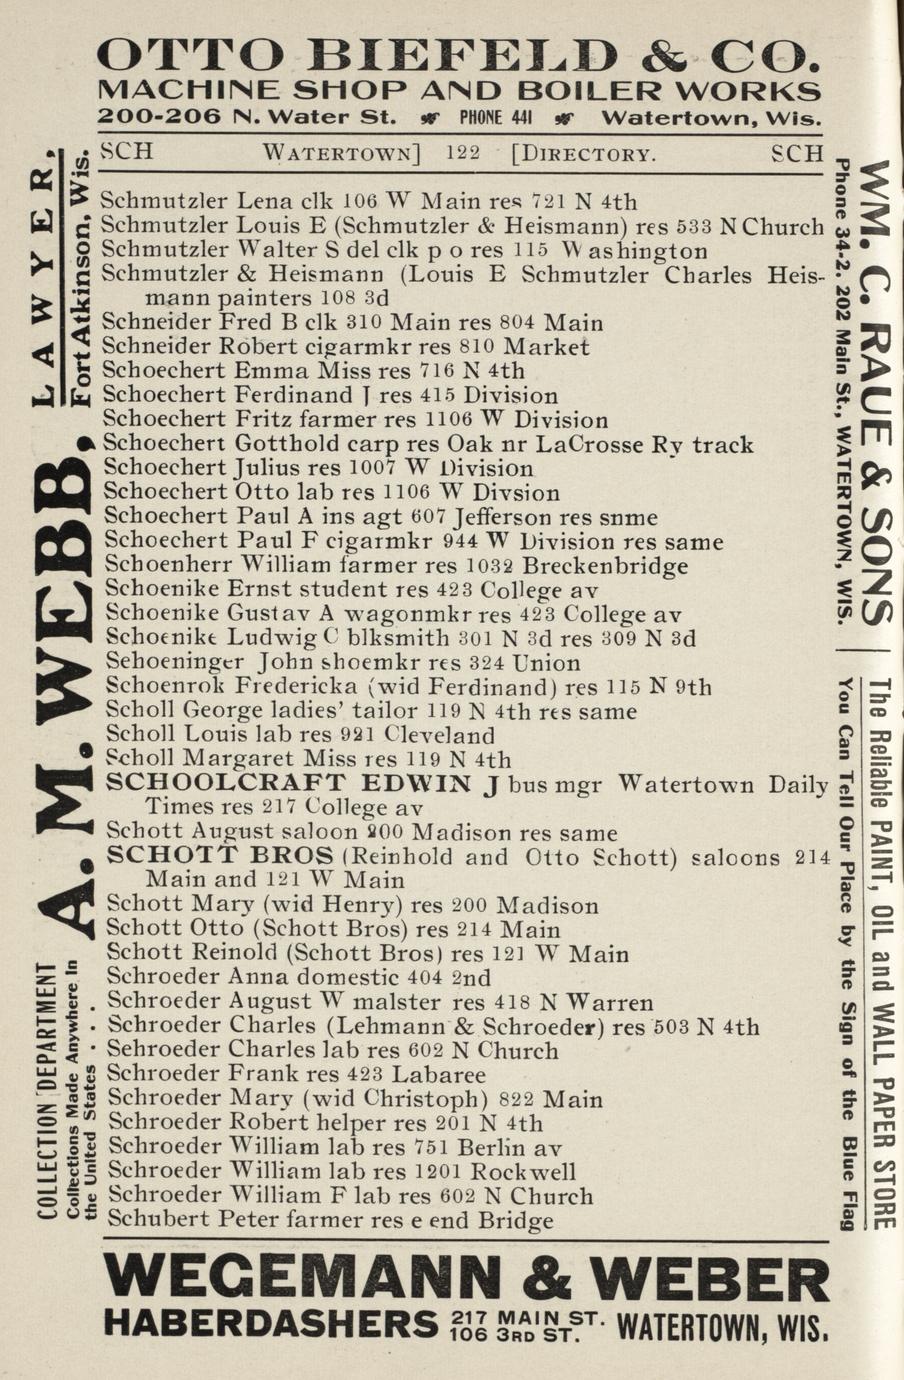 OTTO BIEFELD & CO.
MACHINE SHOP AND BOILER WORKS
200-206 N. Water St. PHONE 441 Watertown, Wis.
SCH WATERTOWN] 122 [DIRECTORY. SCH
Schmutzler Lena clk 106 W Main res 721 N 4th
Schmutzler Louis E (Schmutzler & Heismann) res 533 N Church
Schmutzler Walter S del clk p o res 115 Washington
Schmutzler & Heismann (Louis E Schmutzler Charles Heis-
mann painters 108 3d
Schneider Fred B clk 310 Main res 804 Main
Schneider Robert cigarmkr res 810 Market
Schoechert Emma Miss res 716 N 4th
Schoechert Ferdinand J res 415 Division
Schoechert Fritz farmer res 1106 W Division
Schoechert Gotthold carp res Oak nr LaCrosse Ry track
Schoechert Julius res 1007 W Division
Schoechert Otto lab res 1106 W Divsion
Schoechert Paul A ins agt 607 Jefferson res snme
Schoechert Paul F cigarmkr 944 W Division res same
Schoenherr William farmer res 1032 Breckenbridge
Schoenike Ernst student res 423 College av
Schoenike Gustav A wagonmkr res 423 College av
Schoenike Ludwig C blksmith 301 N 3d res 309 N 3d
Sehoeninger John shoemkr res 324 Union
Schoenrok Fredericka (wid Ferdinand) res 115 N 9th
Scholl George ladies' tailor 119 N 4th res same
Scholl Louis lab res 921 Cleveland
Scholl Margaret Miss res 119 N 4th
SCHOOLCRAFT EDWIN J bus mgr Watertown Daily
Times res 217 College av
Schott August saloon 200 Madison res same
SCHOTT BROS (Reinhold and Otto Schott) saloons 214
Main and 121 W Main
Schott Mary (wid Henry) res 200 Madison
Schott Otto (Schott Bros) res 214 Main
Schott Reinold (Schott Bros) res 121 W Main
Schroeder Anna domestic 404 2nd
Schroeder August W malster res 418 N Warren
Schroeder Charles (Lehmann & Schroeder) res 503 N 4th
Sehroeder Charles lab res 602 N Church
Schroeder Frank res 423 Labaree
Schroeder Mary (wid Christoph) 822 Main
Schroeder Robert helper res 201 N 4th
Schroeder William lab res 751 Berlin av
Schroeder William lab res 1201 Rockwell
Schroeder William F lab res 602 N Church
Schubert Peter farmer res e end Bridge
WEGEMANN & WEBER
HABERDASHERS 217 MAIN ST. WATERTOWN, WIS.
106 3RD ST.
A. M. WEBB,
LAWYER,
Fort Atkinson, Wis.
COLLECTION DEPARTMENT
Collections Made Anywhere In
the United States . . .
WM. C. RAUE & SONS
Phone 34-2. 202 Main St., WATERTOWN, WIS.
The Reliable PAINT, OIL and WALL PAPER STORE
You Can Tell Our Place by the Sign of the Blue Flag